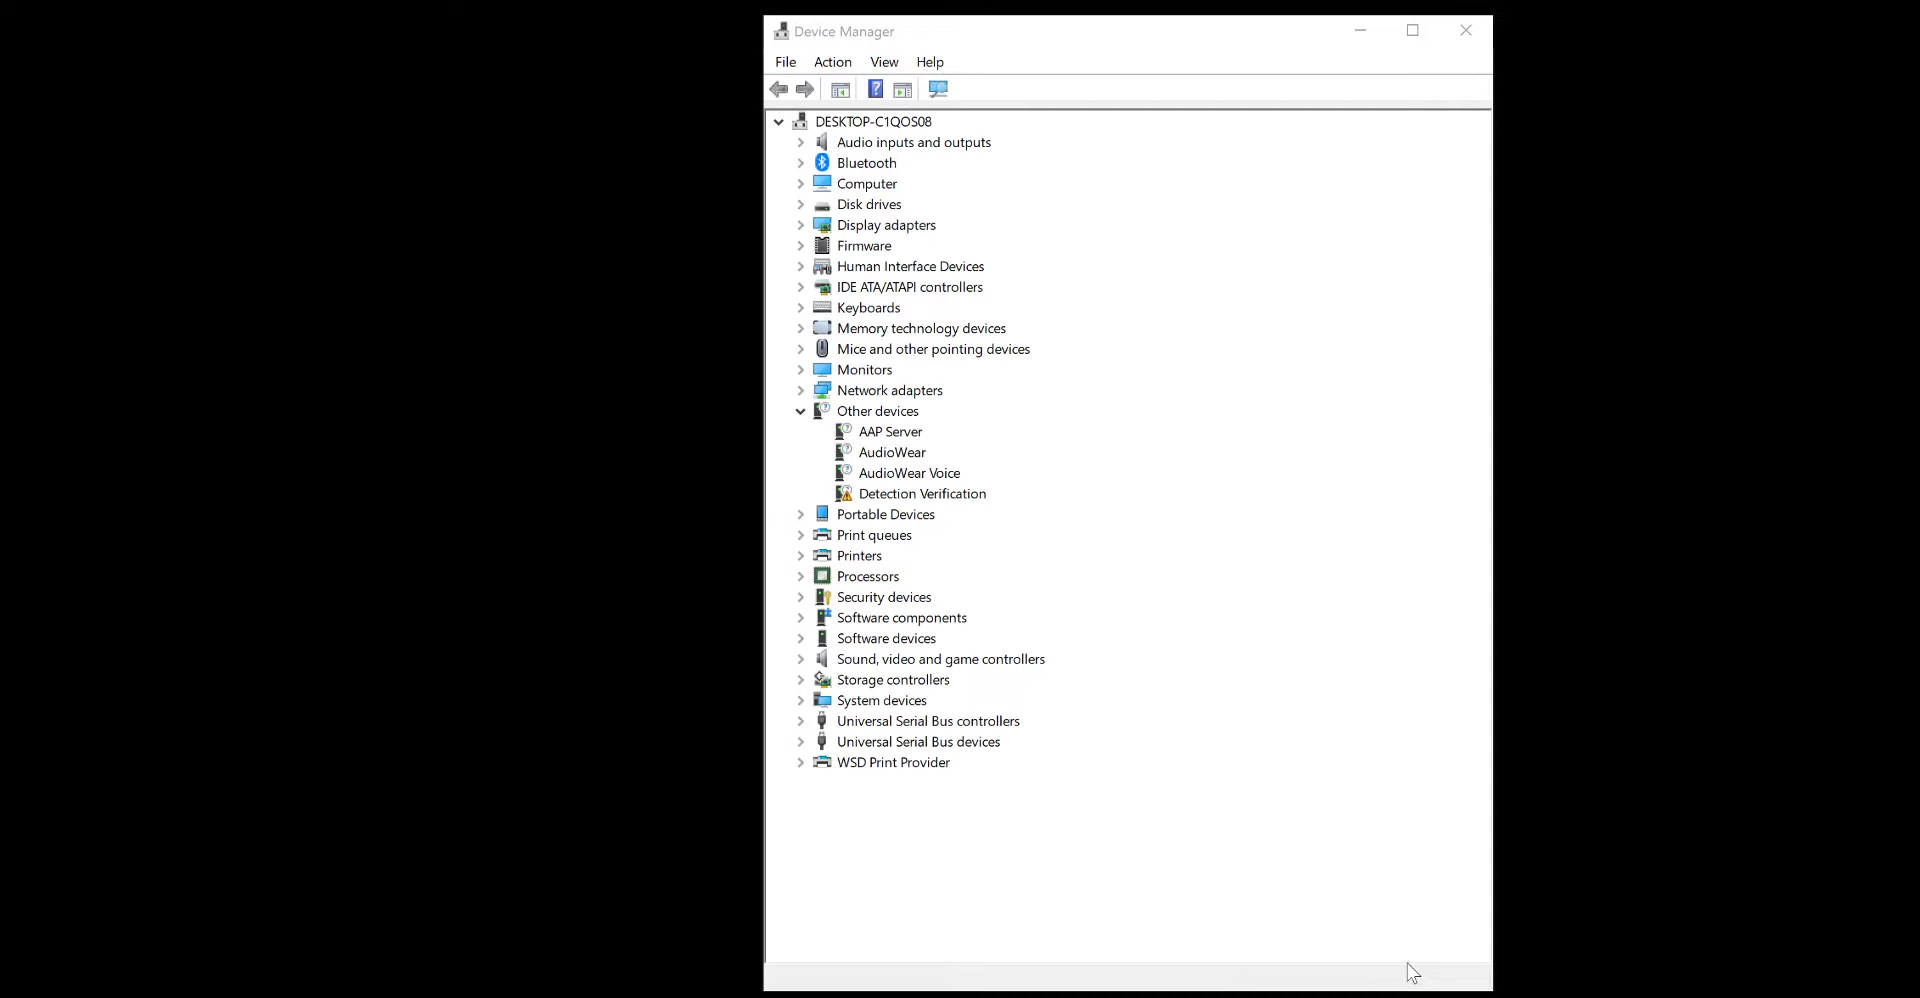 Device Manager
File Action View Help
DESKTOP-C1QOS08
Audio inputs and outputs
Bluetooth
Computer
Disk drives
Display adapters
Firmware
Human Interface Devices
IDE ATA/ATAPI controllers
Keyboards
Memory technology devices
Mice and other pointing devices
Monitors
Network adapters
Other devices
AAP Server
AudioWear
AudioWear Voice
Detection Verification
Portable Devices
Print queues
Printers
Processors
Security devices
Software components
Software devices
Sound, video and game controllers
Storage controllers
System devices
Universal Serial Bus controllers
Universal Serial Bus devices
WSD Print Provider